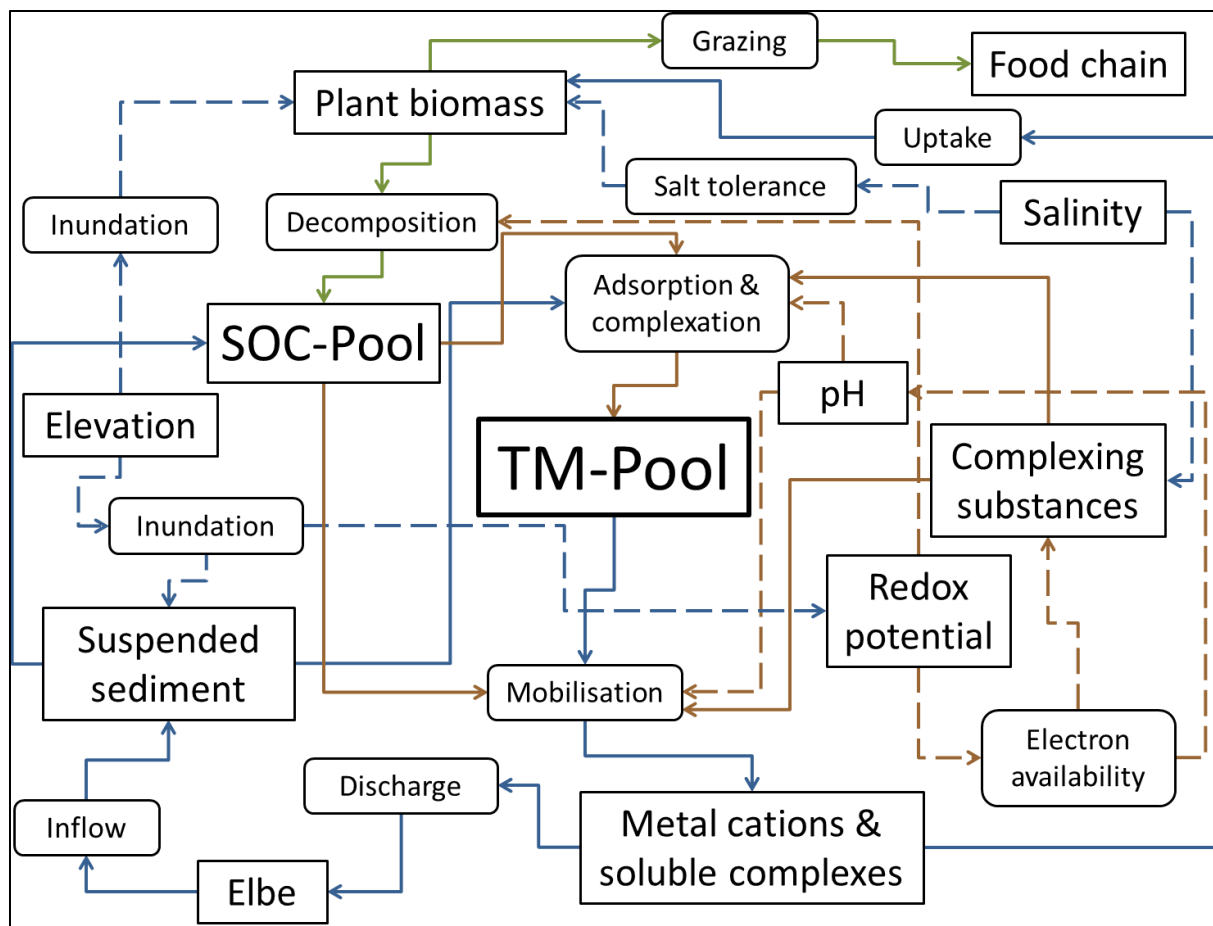 Grazing
Food chain
Plant biomass
Uptake
Salt tolerance
Inundation
Decomposition
Salinity
Adsorption &
complexation
SOC-Pool
pH
Elevation
TM-Pool
Complexing
substances
Inundation
Redox
potential
Suspended
sediment
Mobilisation
Electron
availability
Discharge
Inflow
Metal cations &
soluble complexes
Elbe